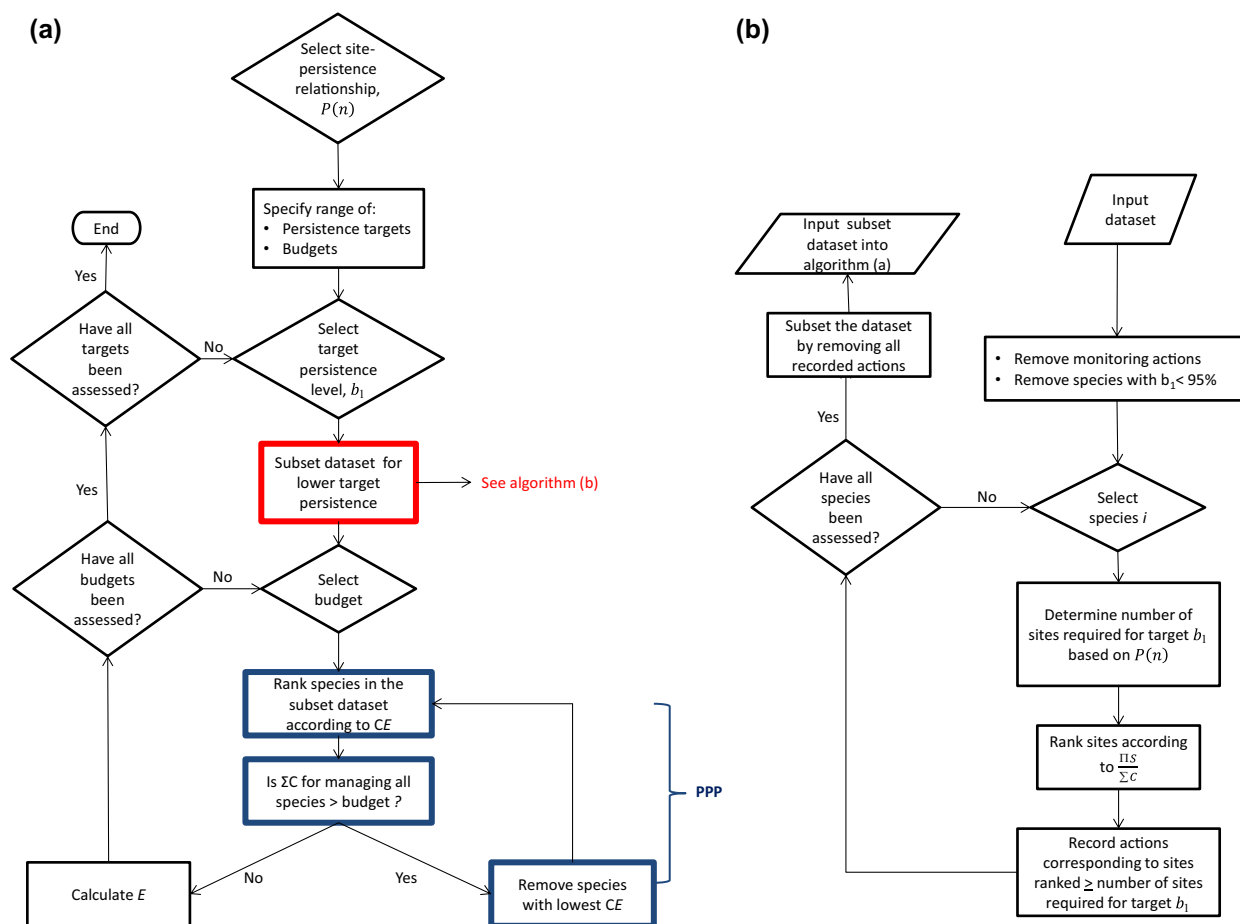 (a)
Select site-
persistence
relationship,
P(n)
Specify range of:
• Persistence targets
• Budgets
End
Yes
Have all
targets
been
assessed?
No
Select
target
persistence
level, b₁
Subset dataset for
lower target
persistence
See algorithm (b)
Yes
Have all
budgets
been
assessed?
No
Select
budget
Rank species in the
subset dataset
according to CE
Is ΣC for managing all
species > budget ?
PPP
No
Yes
Calculate E
Remove species
with lowest CE
(b)
Input subset
dataset into
algorithm (a)
Input
dataset
Subset the dataset
by removing all
recorded actions
• Remove monitoring actions
• Remove species with b₁< 95%
Yes
Have all
species
been
assessed?
No
Select
species i
Determine number of
sites required for target b₁
based on P(n)
Rank sites according
to ΠS/ΣC
Record actions
corresponding to sites
ranked ≥ number of sites
required for target b₁